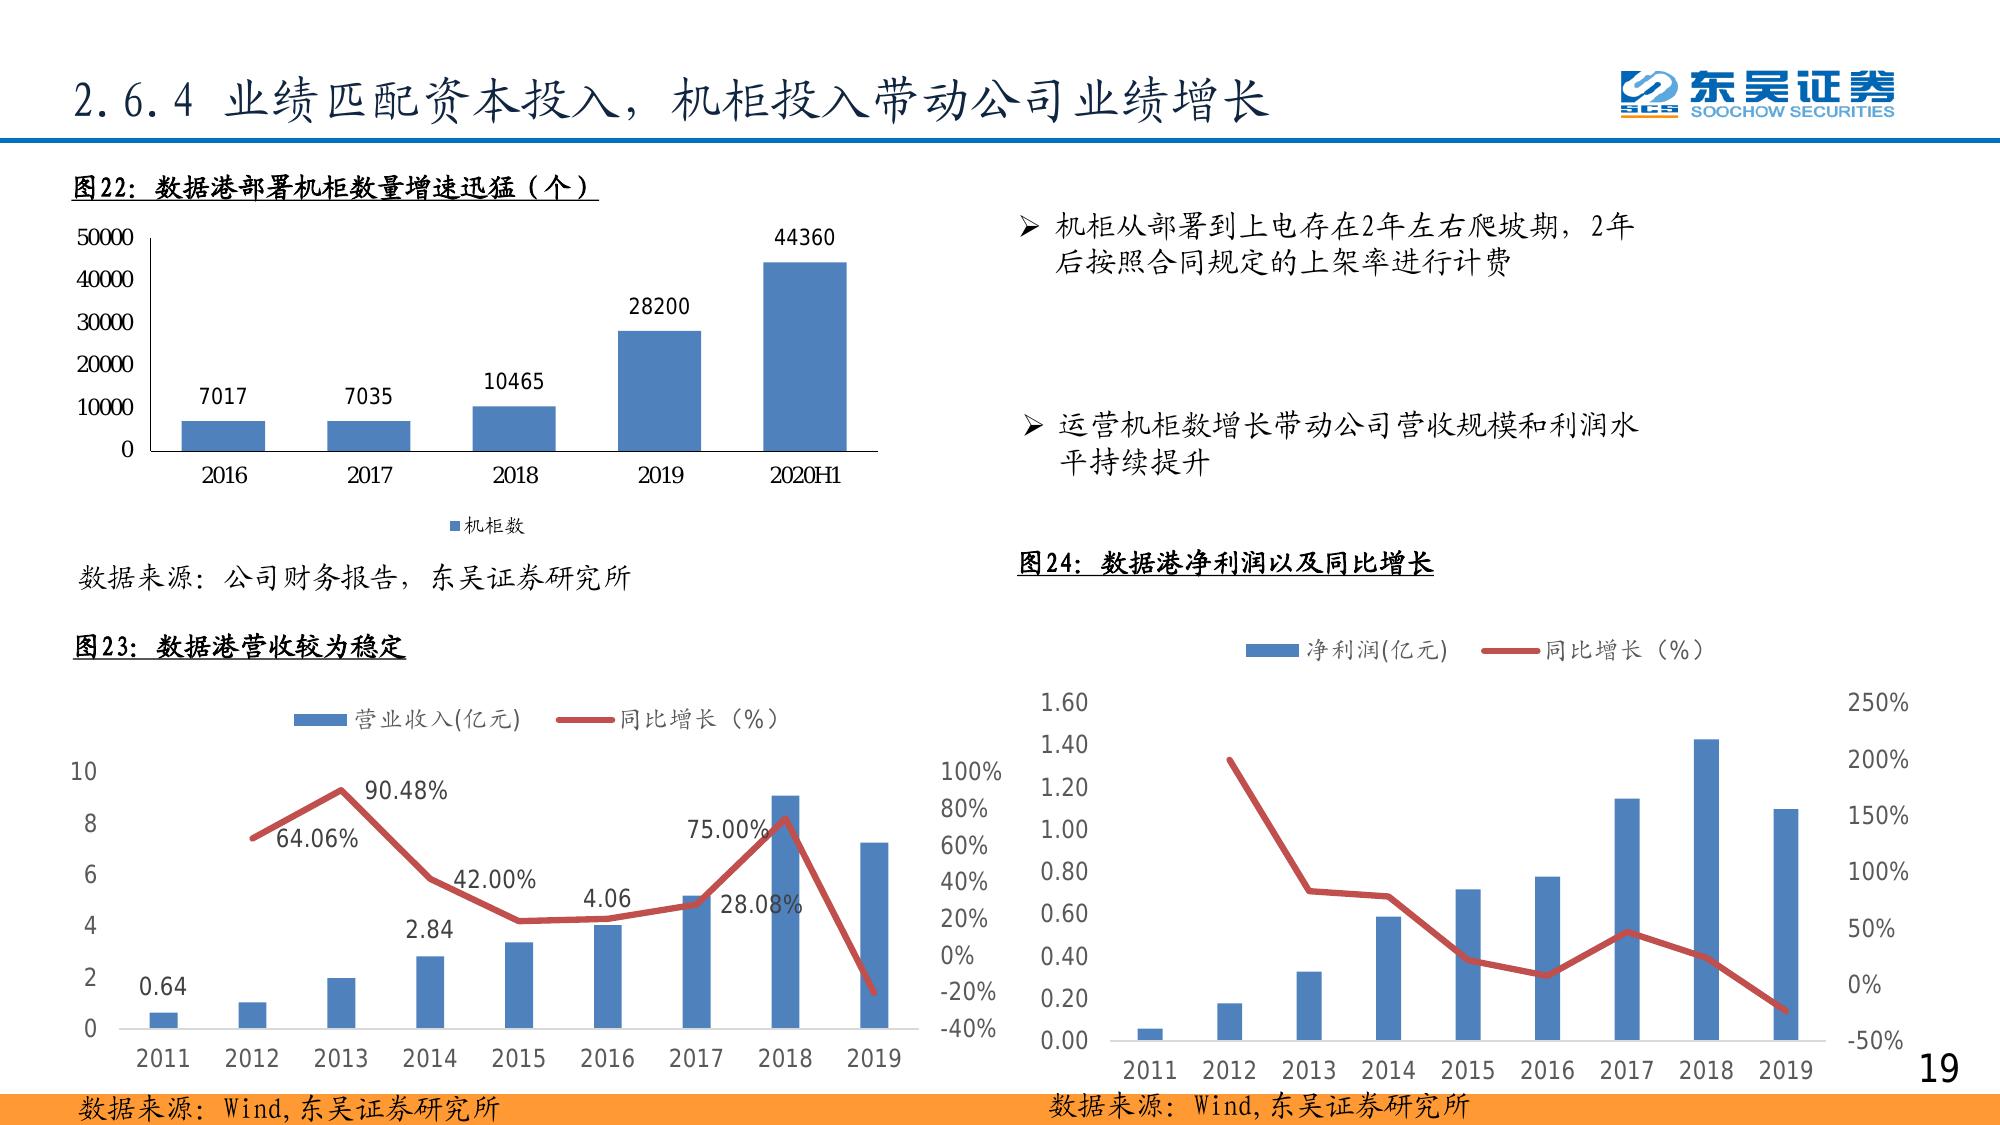 2.6.4 业绩匹配资本投入，机柜投入带动公司业绩增长
东吴证券
SCS
SOOCHOW SECURITIES
图22：数据港部署机柜数量增速迅猛（个）
50000
40000
30000
20000
10000
0
7017
7035
10465
28200
44360
2016 2017 2018 2019 2020H1
机柜数
数据来源：公司财务报告，东吴证券研究所
➢ 机柜从部署到上电存在2年左右爬坡期，2年
后按照合同规定的上架率进行计费
➢ 运营机柜数增长带动公司营收规模和利润水
平持续提升
图23：数据港营收较为稳定
营业收入(亿元) 同比增长（%）
10
8
6
4
2
0
0.64
64.06%
90.48%
2.84
42.00%
4.06
28.08%
75.00%
100%
80%
60%
40%
20%
0%
-20%
-40%
2011 2012 2013 2014 2015 2016 2017 2018 2019
数据来源：Wind,东吴证券研究所
图24：数据港净利润以及同比增长
净利润(亿元) 同比增长（%）
1.60
1.40
1.20
1.00
0.80
0.60
0.40
0.20
0.00
250%
200%
150%
100%
50%
0%
-50%
2011 2012 2013 2014 2015 2016 2017 2018 2019
数据来源：Wind,东吴证券研究所
19